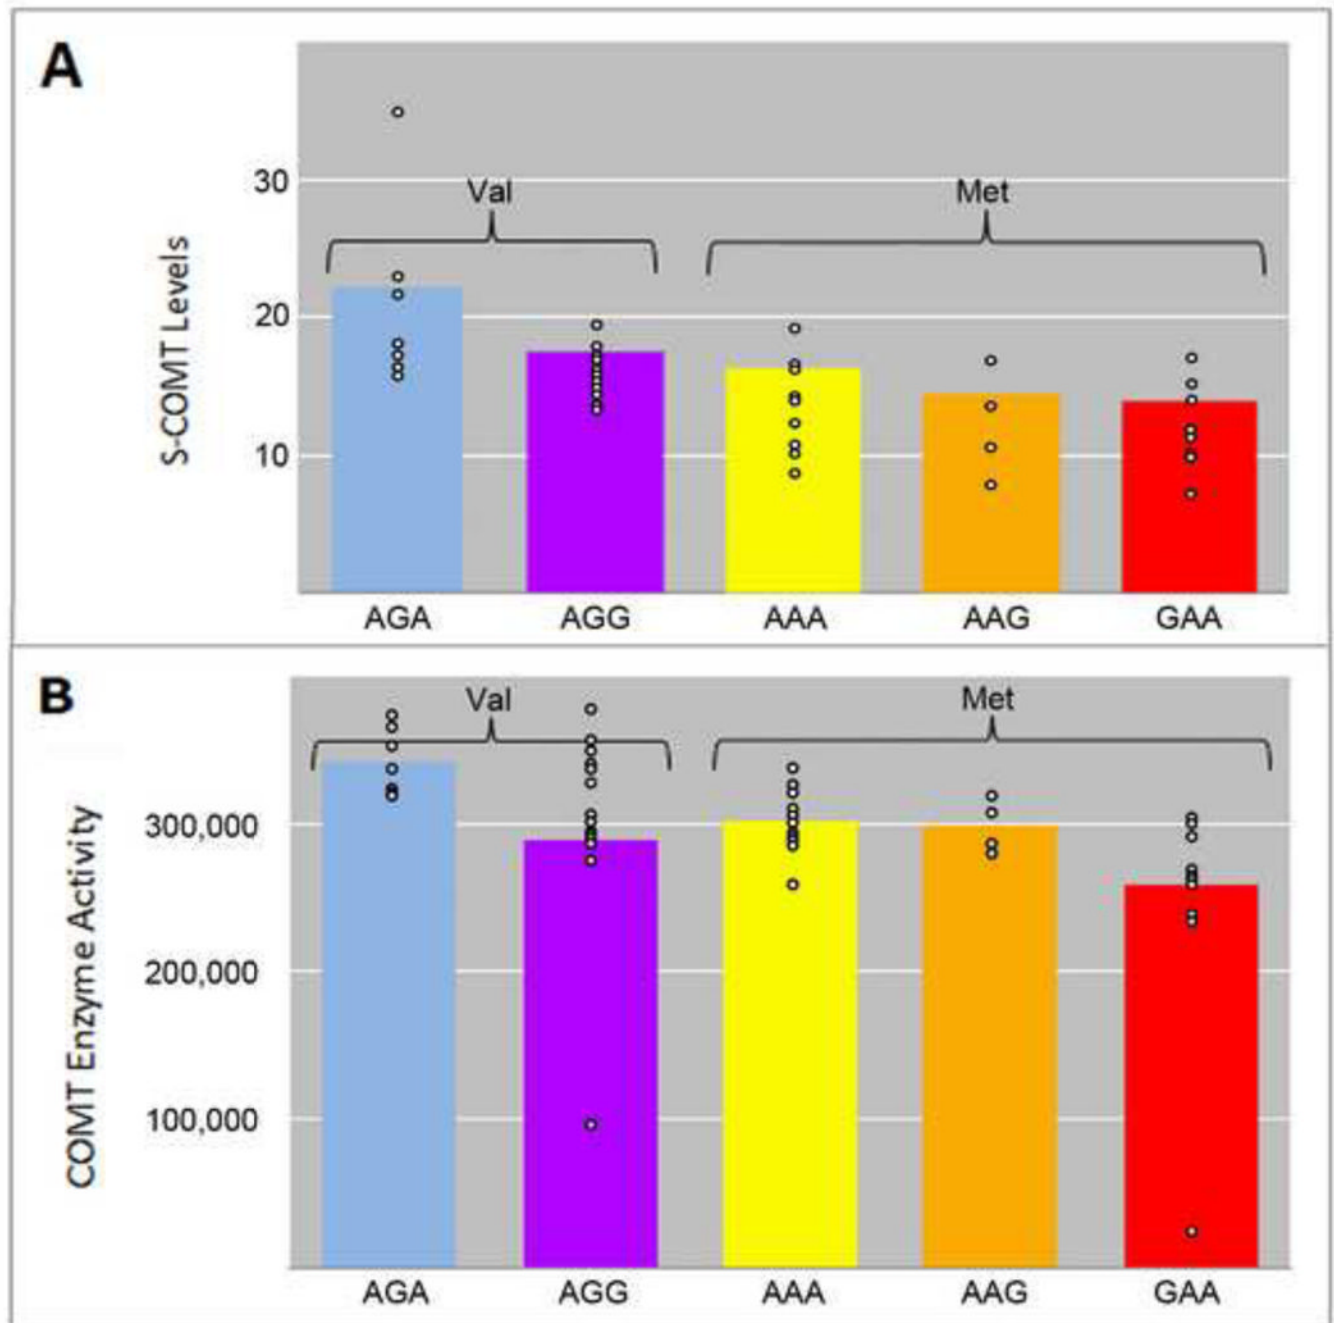 A
30
Val
Met
20
10
S-COMT Levels
AGA AGG AAA AAG GAA
B
Val
Met
300,000
200,000
100,000
COMT Enzyme Activity
AGA AGG AAA AAG GAA